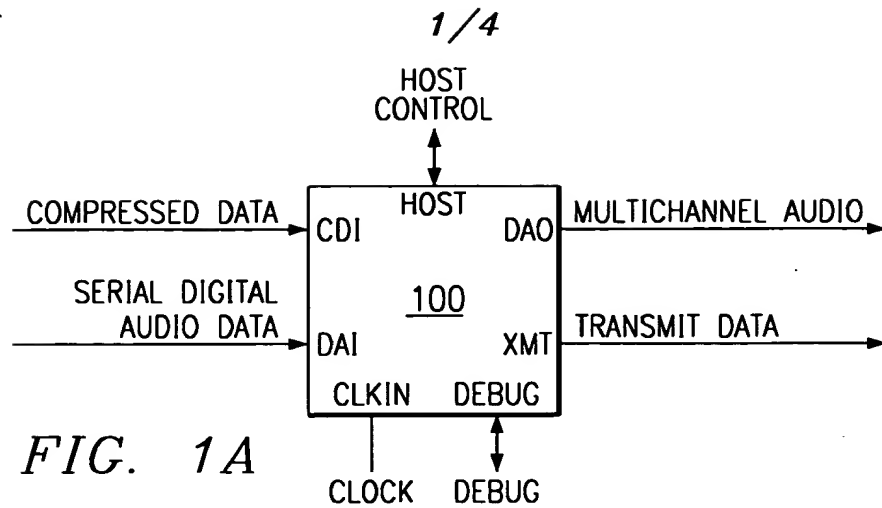 1/4
HOST
CONTROL
COMPRESSED DATA
HOST
CDI
DAO
MULTICHANNEL AUDIO
SERIAL DIGITAL
AUDIO DATA
100
DAI
XMT
TRANSMIT DATA
CLKIN
DEBUG
FIG. 1A
CLOCK
DEBUG